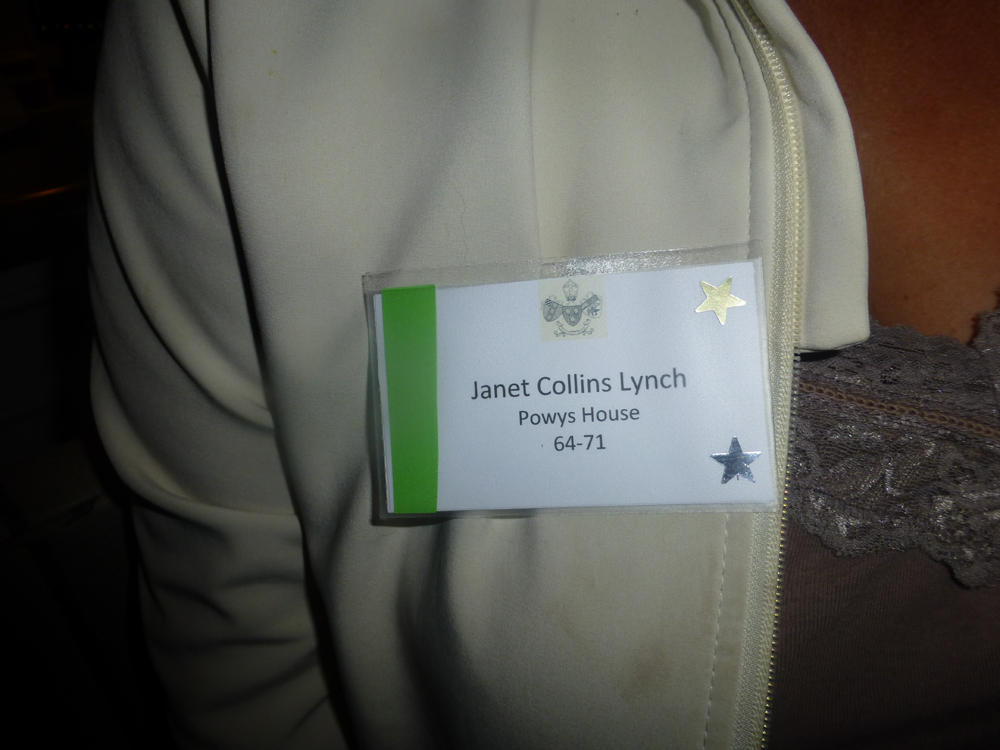 Janet Collins Lynch
Powys House
64-71